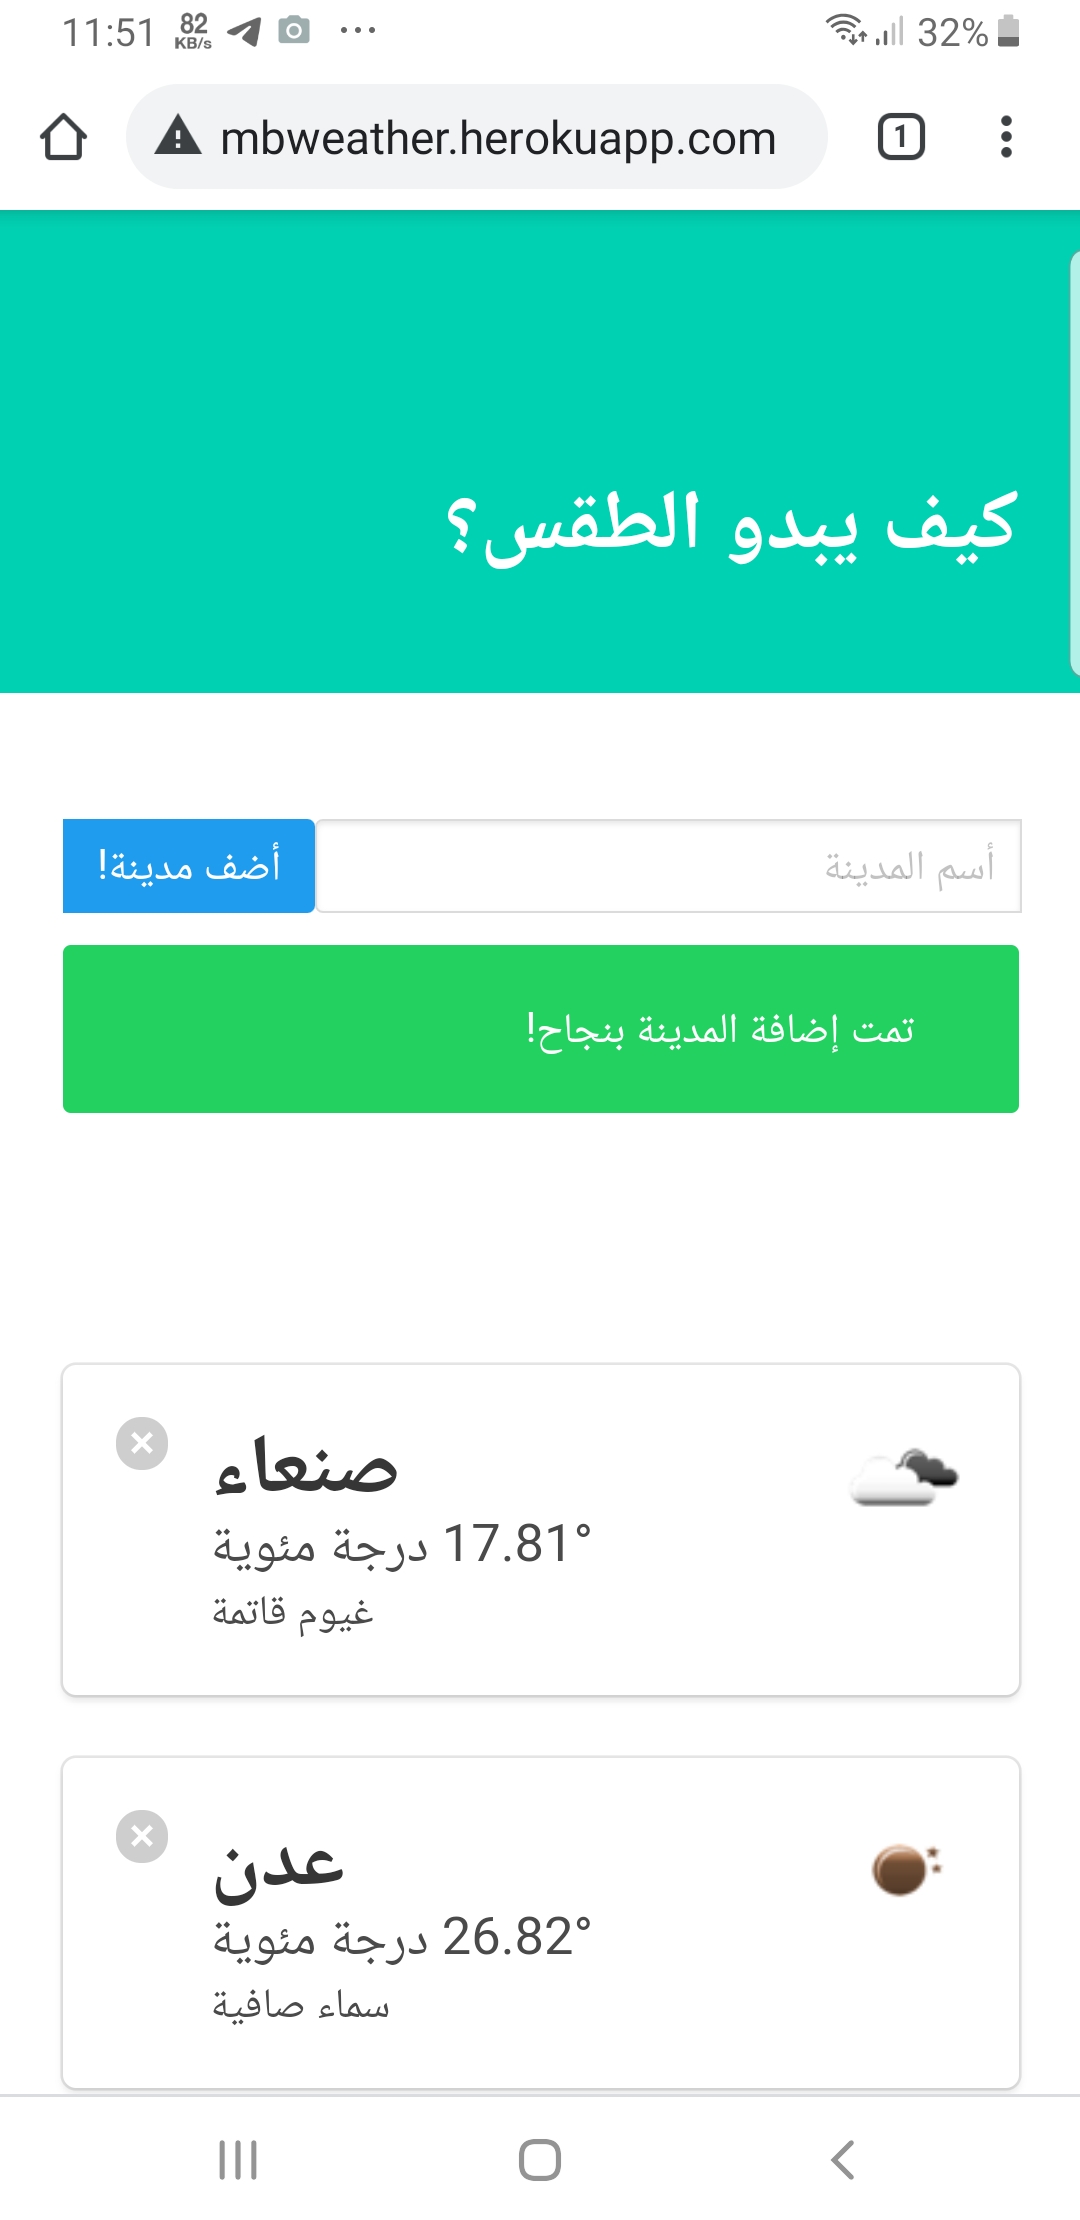 11:51 82 KB/s 32%
mbweather.herokuapp.com 1
كيف يبدو الطقس؟
أسم المدينة
أضف مدينة!
تمت إضافة المدينة بنجاح!
صنعاء
17.81° درجة مئوية
غيوم قاتمة
عدن
26.82° درجة مئوية
سماء صافية